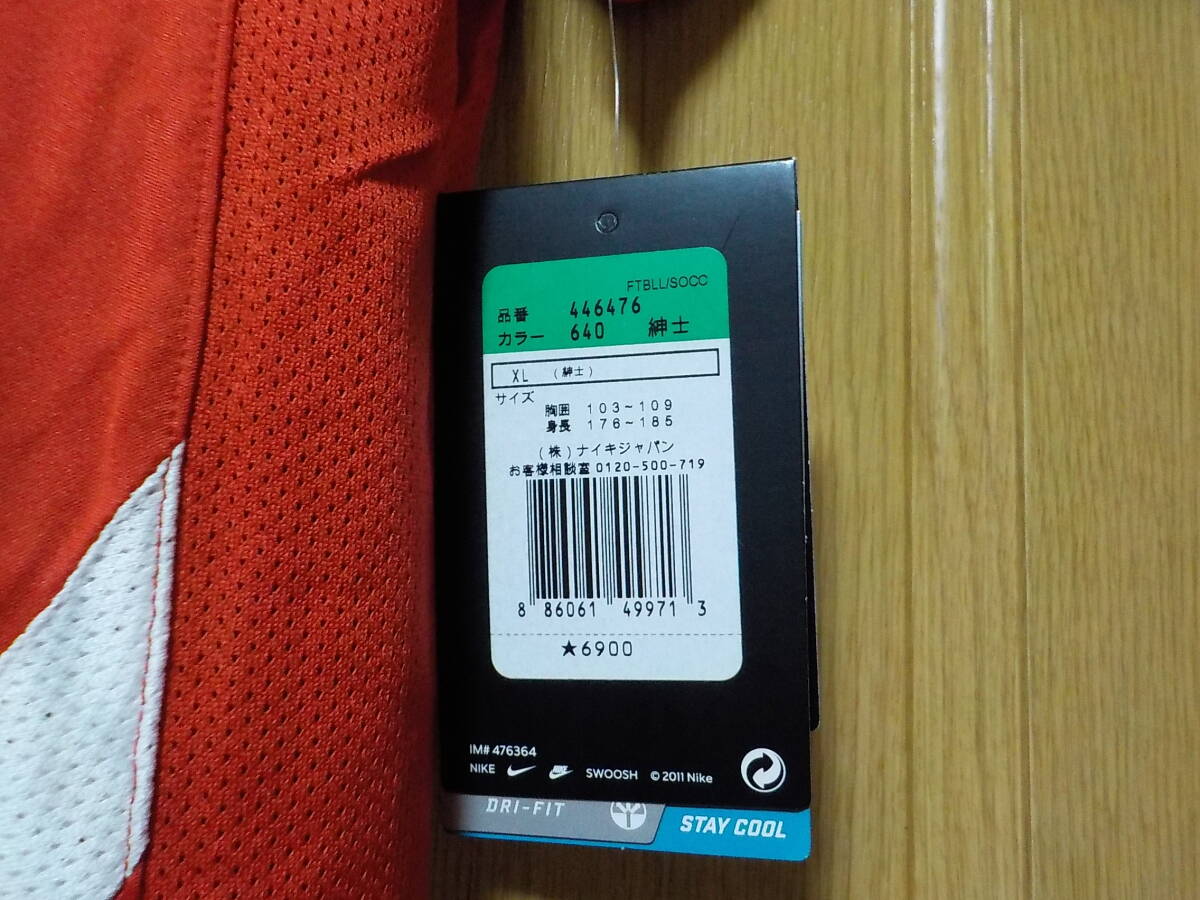 FTBLL/SOCC
品番 446476
カラー 640 紳士
XL (紳士)
サイズ
胸囲 103~109
身長 176~185
(株)ナイキジャパン
お客様相談室 0120-500-719
8 86061 49971 3
★6900
IM# 476364
NIKE SWOOSH © 2011 Nike
DRI-FIT
STAY COOL